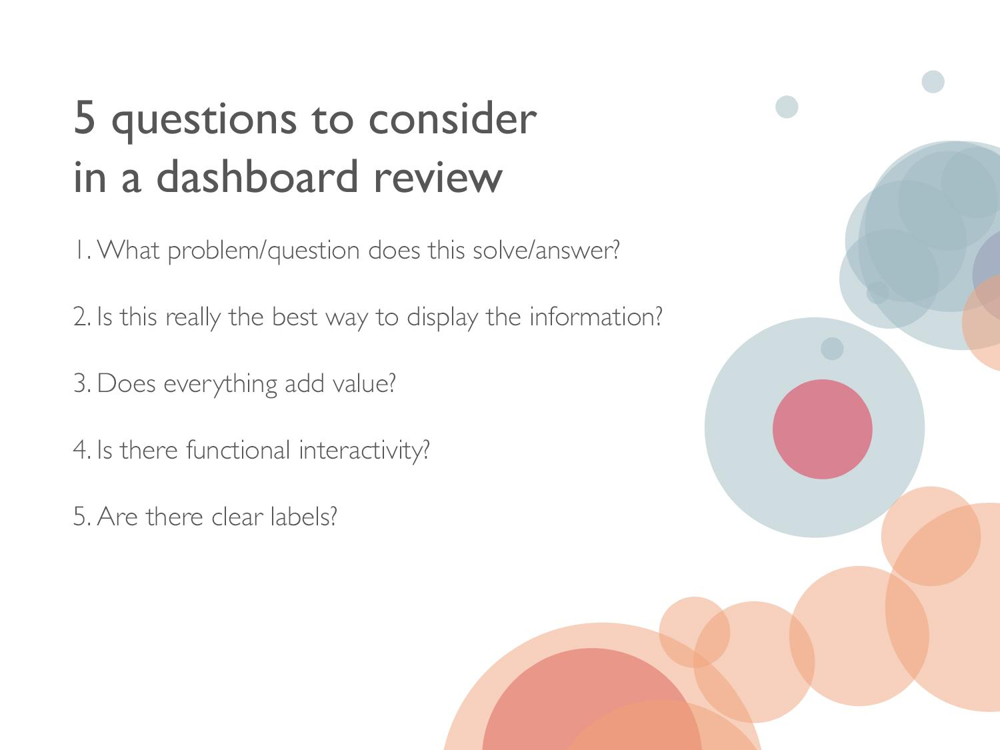 5 questions to consider
in a dashboard review
1. What problem/question does this solve/answer?
2. Is this really the best way to display the information?
3. Does everything add value?
4. Is there functional interactivity?
5. Are there clear labels?